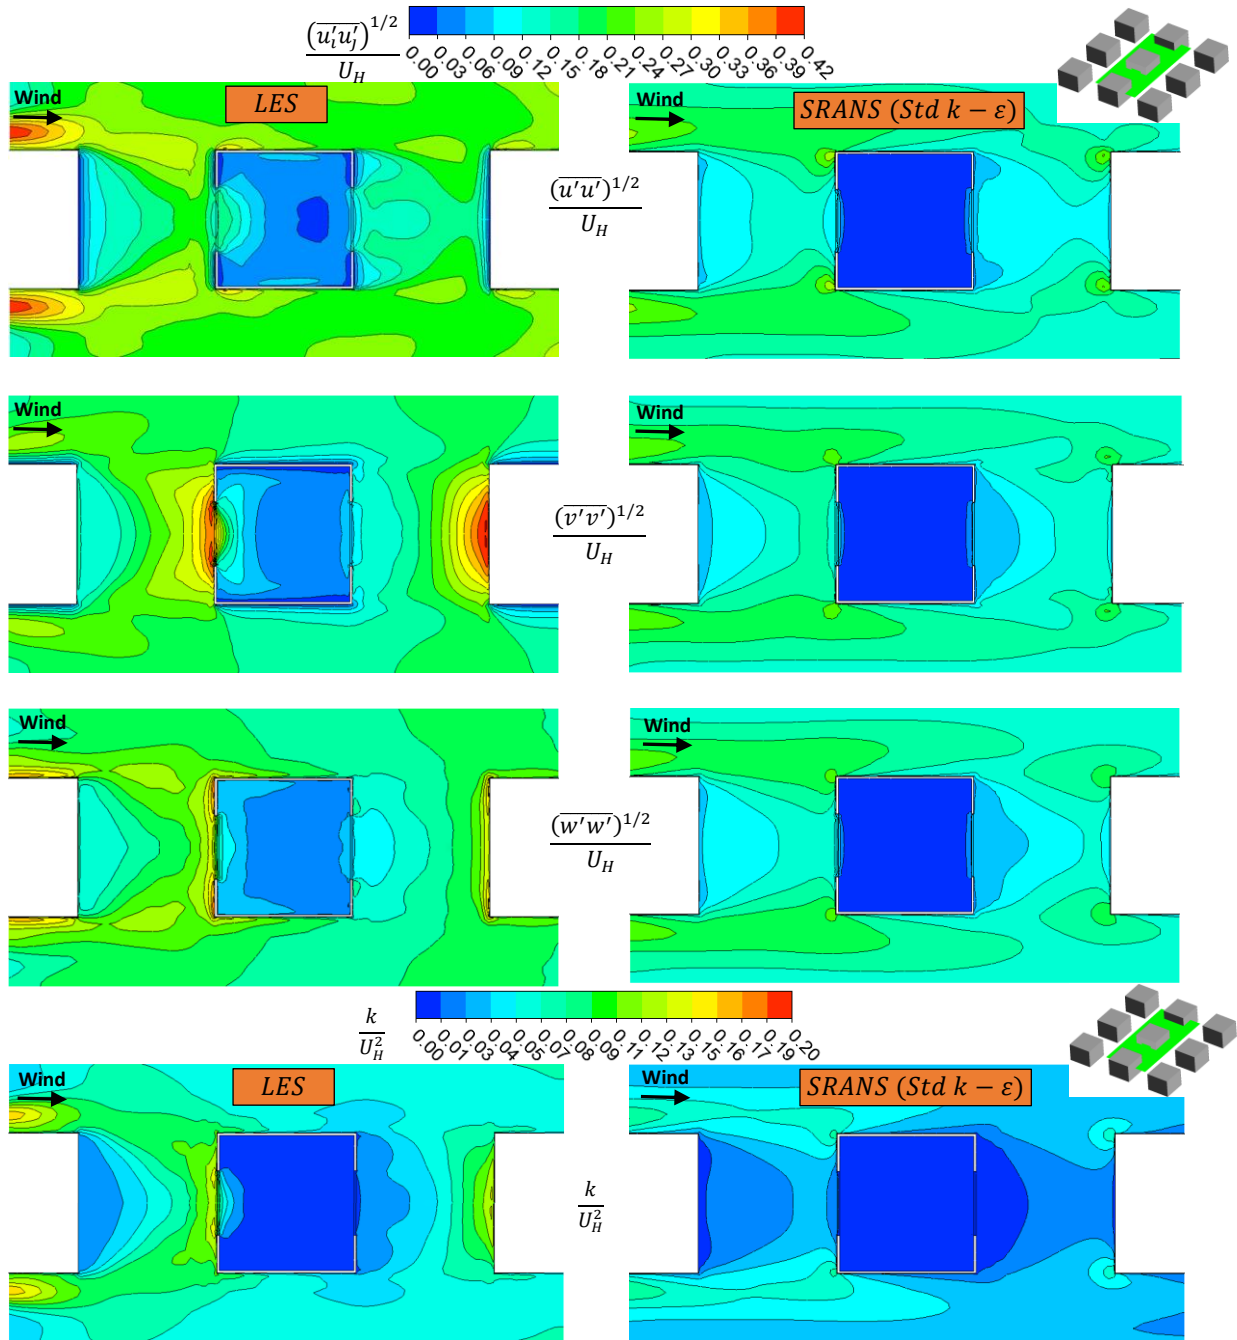 (u_i′u_j′)^1/2 / U_H
0.00 0.03 0.06 0.09 0.12 0.15 0.18 0.21 0.24 0.27 0.30 0.33 0.36 0.39 0.42
Wind LES
Wind SRANS (Std k − ε)
(u′u′)^1/2 / U_H
Wind
Wind
(v′v′)^1/2 / U_H
Wind
Wind
(w′w′)^1/2 / U_H
k / U_H^2
0.00 0.01 0.03 0.04 0.05 0.07 0.08 0.09 0.11 0.12 0.13 0.15 0.16 0.17 0.19 0.20
Wind LES
Wind SRANS (Std k − ε)
k / U_H^2